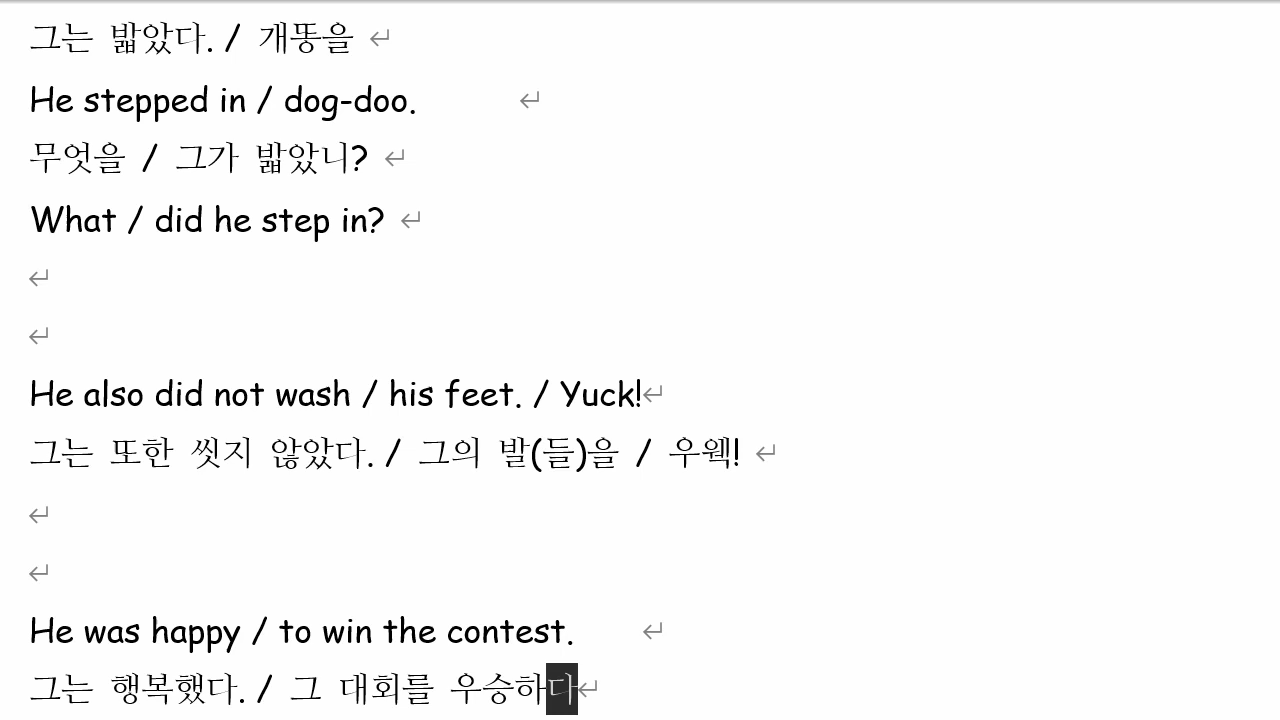 그는 밟았다. / 개똥을
He stepped in / dog-doo.
무엇을 / 그가 밟았니?
What / did he step in?
He also did not wash / his feet. / Yuck!
그는 또한 씻지 않았다. / 그의 발(들)을 / 우웩!
He was happy / to win the contest.
그는 행복했다. / 그 대회를 우승하다